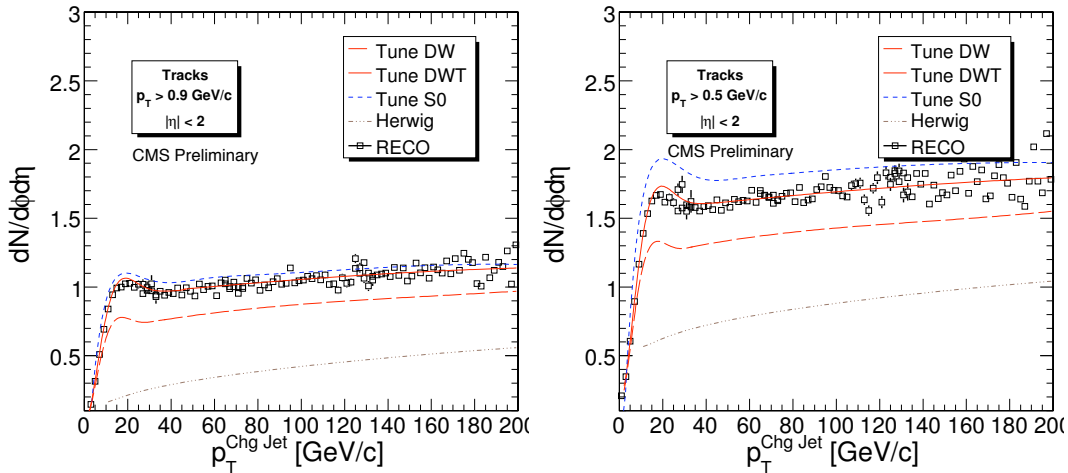 3
2.5
2
1.5
1
0.5
dN/dϕdη
Tracks
p_T > 0.9 GeV/c
|η| < 2
CMS Preliminary
Tune DW
Tune DWT
Tune S0
Herwig
RECO
0 20 40 60 80 100 120 140 160 180 200
p_T^Chg Jet [GeV/c]
3
2.5
2
1.5
1
0.5
dN/dϕdη
Tracks
p_T > 0.5 GeV/c
|η| < 2
CMS Preliminary
Tune DW
Tune DWT
Tune S0
Herwig
RECO
0 20 40 60 80 100 120 140 160 180 200
p_T^Chg Jet [GeV/c]